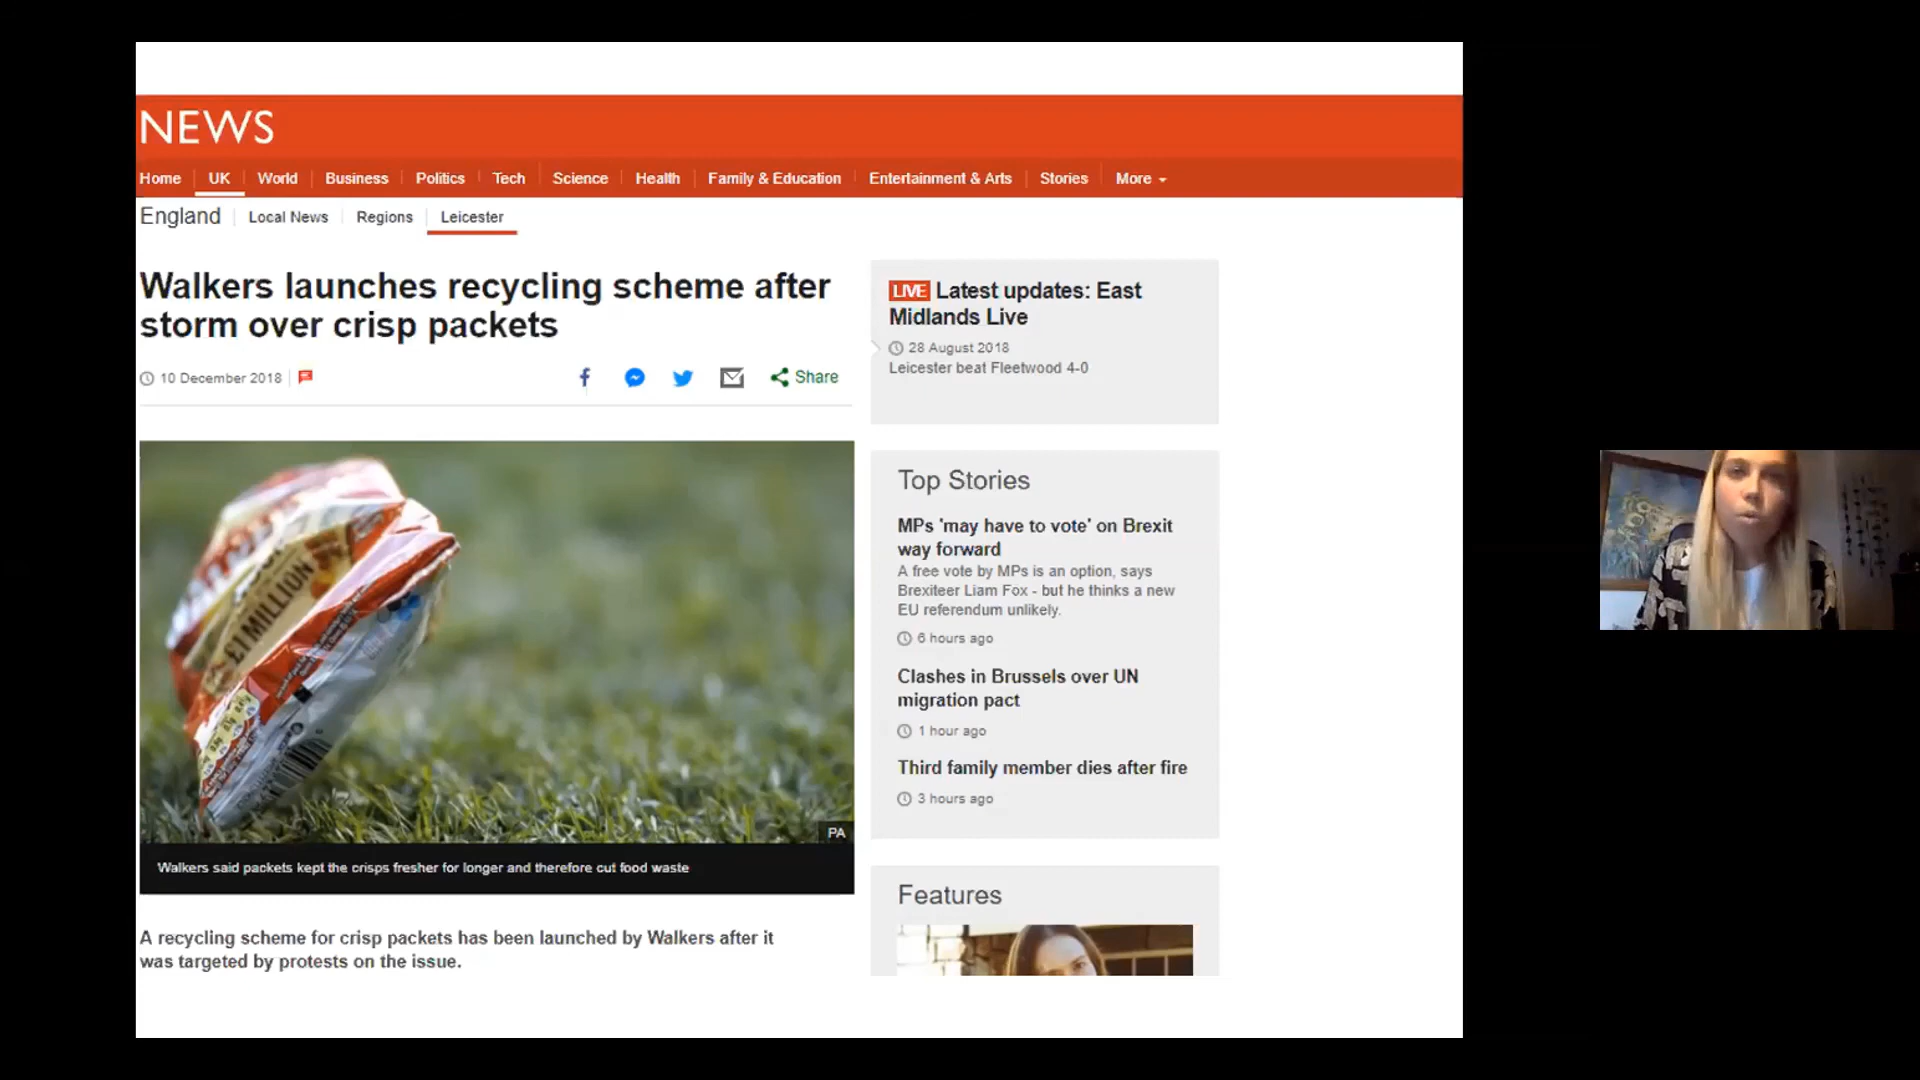 NEWS
Home UK World Business Politics Tech Science Health Family & Education Entertainment & Arts Stories More
England Local News Regions Leicester
Walkers launches recycling scheme after
storm over crisp packets
10 December 2018
Share
£1 MILLION
PA
Walkers said packets kept the crisps fresher for longer and therefore cut food waste
A recycling scheme for crisp packets has been launched by Walkers after it
was targeted by protests on the issue.
LIVE Latest updates: East
Midlands Live
28 August 2018
Leicester beat Fleetwood 4-0
Top Stories
MPs 'may have to vote' on Brexit
way forward
A free vote by MPs is an option, says
Brexiteer Liam Fox - but he thinks a new
EU referendum unlikely.
6 hours ago
Clashes in Brussels over UN
migration pact
1 hour ago
Third family member dies after fire
3 hours ago
Features